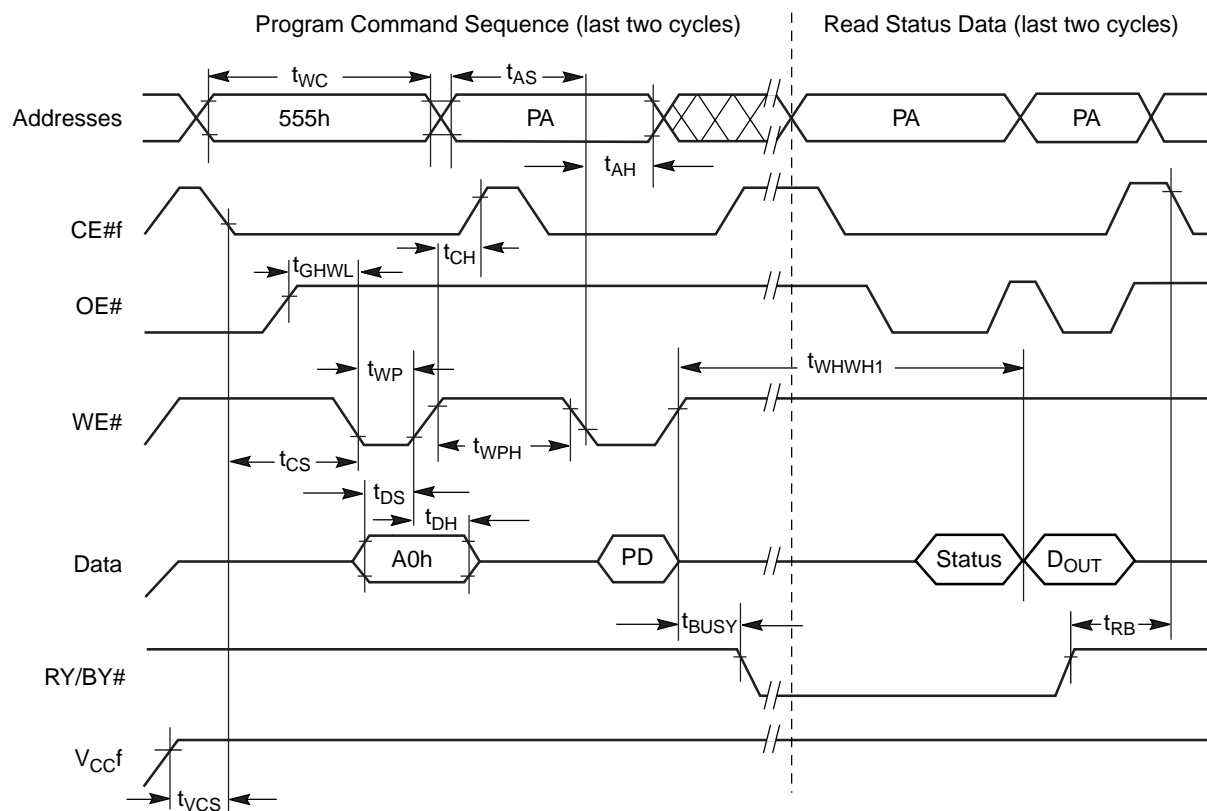 Program Command Sequence (last two cycles) Read Status Data (last two cycles)
tWC tAS
Addresses 555h PA PA PA
tAH
CE#f
tCH
tGHWL
OE#
tWP tWHWH1
WE#
tWPH
tCS
tDS
tDH
Data A0h PD Status DOUT
tBUSY tRB
RY/BY#
VCCf
tVCS